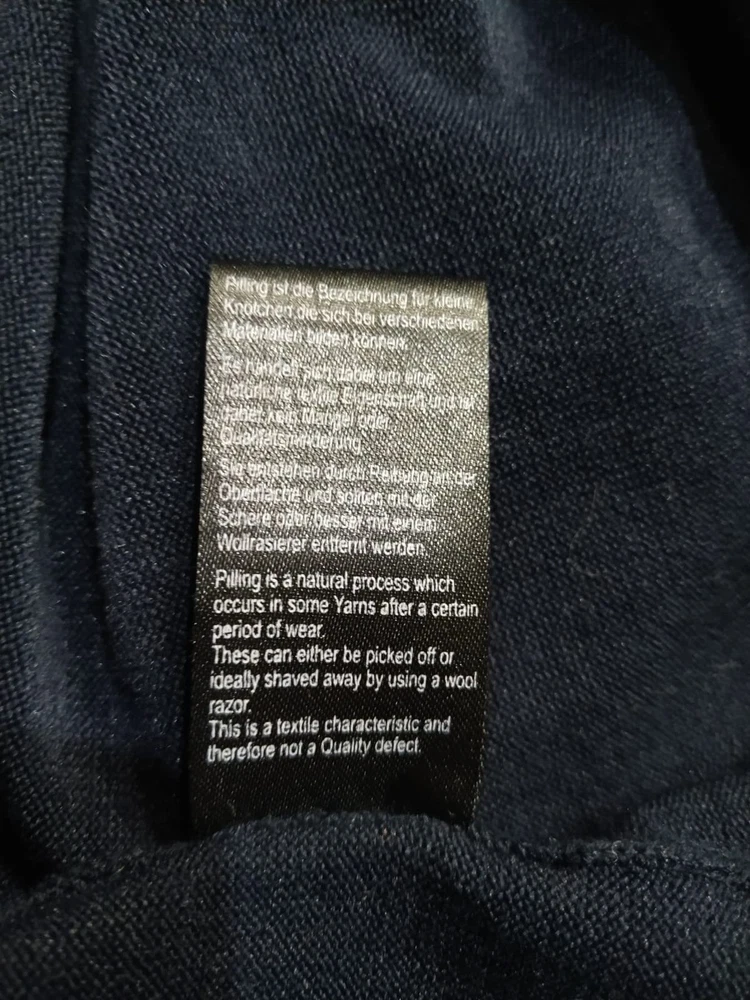 Pilling ist die Bezeichnung für kleine
Knötchen die sich bei verschiedenen
Materialien bilden können.
Es handelt sich dabei um eine
natürliche textile Eigenschaft und ist
dabei kein Mangel oder
Qualitätsminderung.
Sie entstehen durch Reibung an der
Oberfläche und sollten mit der
Schere oder besser mit einem
Wollrasierer entfernt werden.
Pilling is a natural process which
occurs in some Yarns after a certain
period of wear.
These can either be picked off or
ideally shaved away by using a wool
razor.
This is a textile characteristic and
therefore not a Quality defect.